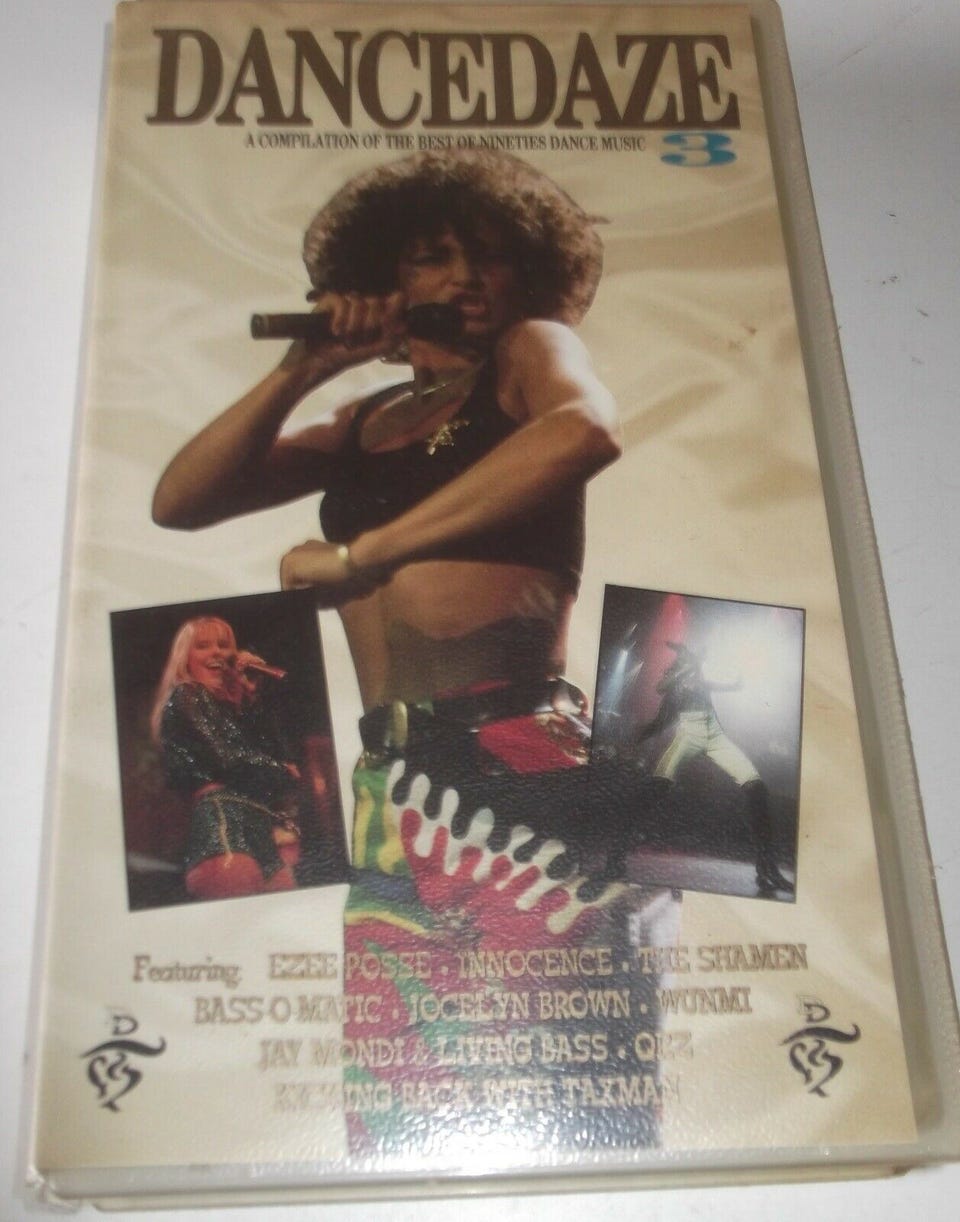 DANCEDAZE
A COMPILATION OF THE BEST OF NINETIES DANCE MUSIC 3
Featuring EZEE POSSE . INNOCENCE . THE SHAMEN
BASS-O-MATIC . JOCELYN BROWN . WUNMI
JAY MONDI & LIVING BASS .
KICKING BACK WITH TAXMAN
D
D